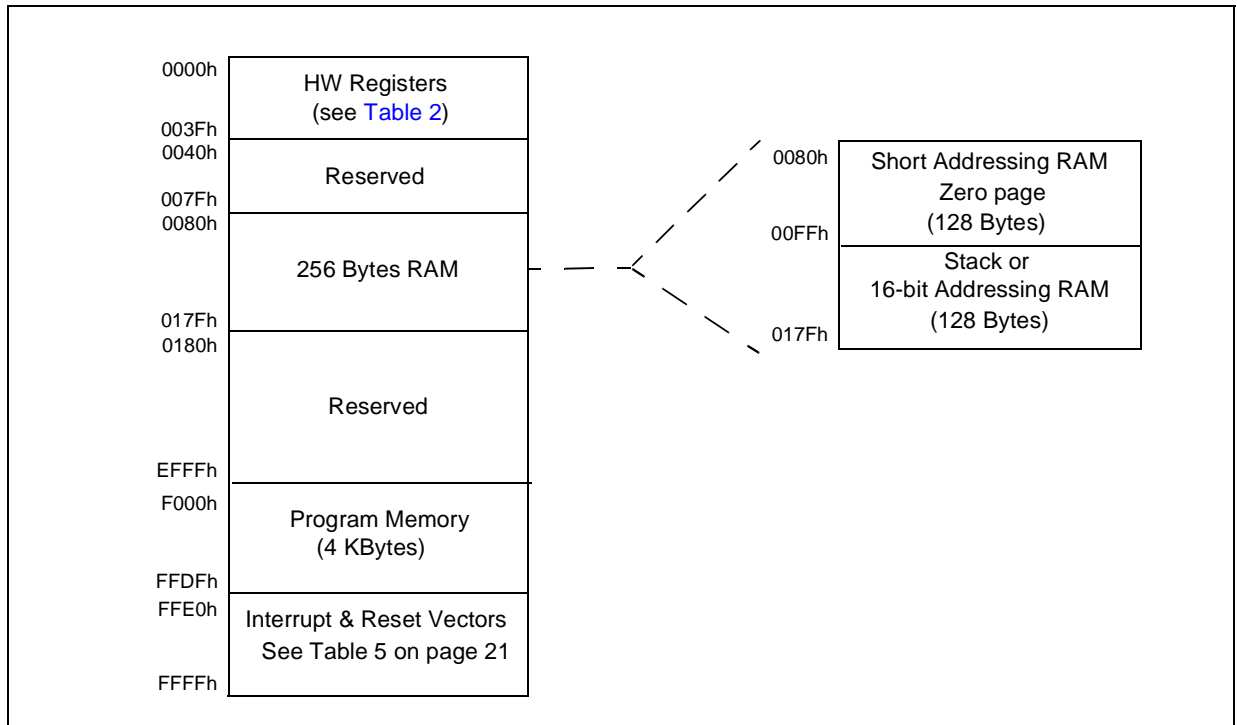 0000h
HW Registers
(see Table 2)
003Fh
0040h
Reserved
007Fh
0080h
256 Bytes RAM
017Fh
0180h
Reserved
EFFFh
F000h
Program Memory
(4 KBytes)
FFDFh
FFE0h
Interrupt & Reset Vectors
See Table 5 on page 21
FFFFh
0080h
Short Addressing RAM
Zero page
(128 Bytes)
00FFh
Stack or
16-bit Addressing RAM
(128 Bytes)
017Fh